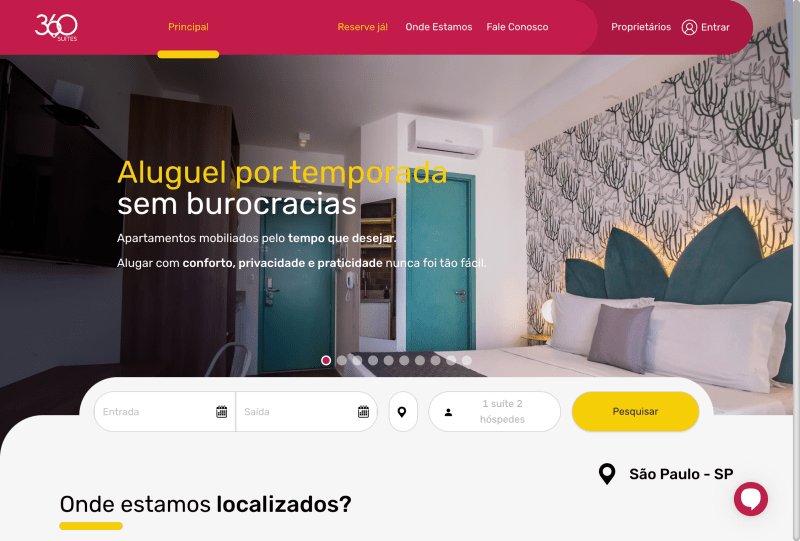 360
SUÍTES
Principal
Reserve já!
Onde Estamos
Fale Conosco
Proprietários
Entrar
Aluguel por temporada
sem burocracias
Apartamentos mobiliados pelo tempo que desejar.
Alugar com conforto, privacidade e praticidade nunca foi tão fácil.
Entrada
Saída
1 suíte 2
hóspedes
Pesquisar
São Paulo - SP
Onde estamos localizados?